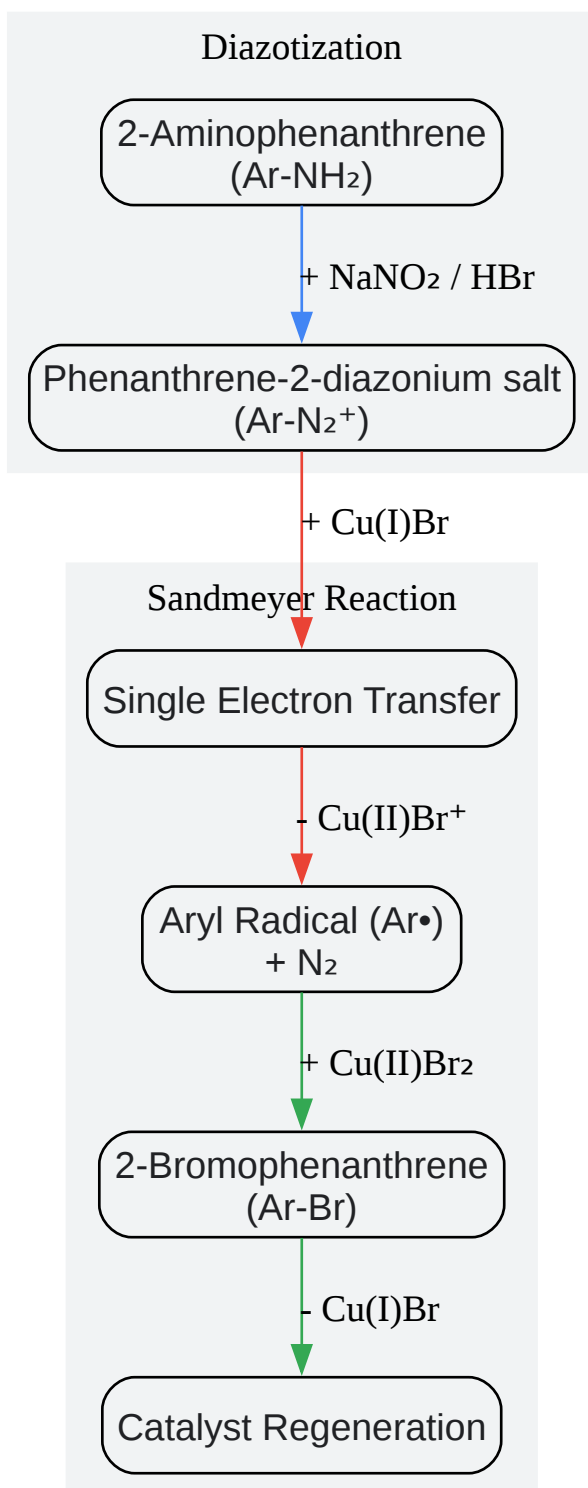 Diazotization
2-Aminophenanthrene
(Ar-NH₂)
+ NaNO₂ / HBr
Phenanthrene-2-diazonium salt
(Ar-N₂⁺)
+ Cu(I)Br
Sandmeyer Reaction
Single Electron Transfer
- Cu(II)Br⁺
Aryl Radical (Ar•)
+ N₂
+ Cu(II)Br₂
2-Bromophenanthrene
(Ar-Br)
- Cu(I)Br
Catalyst Regeneration